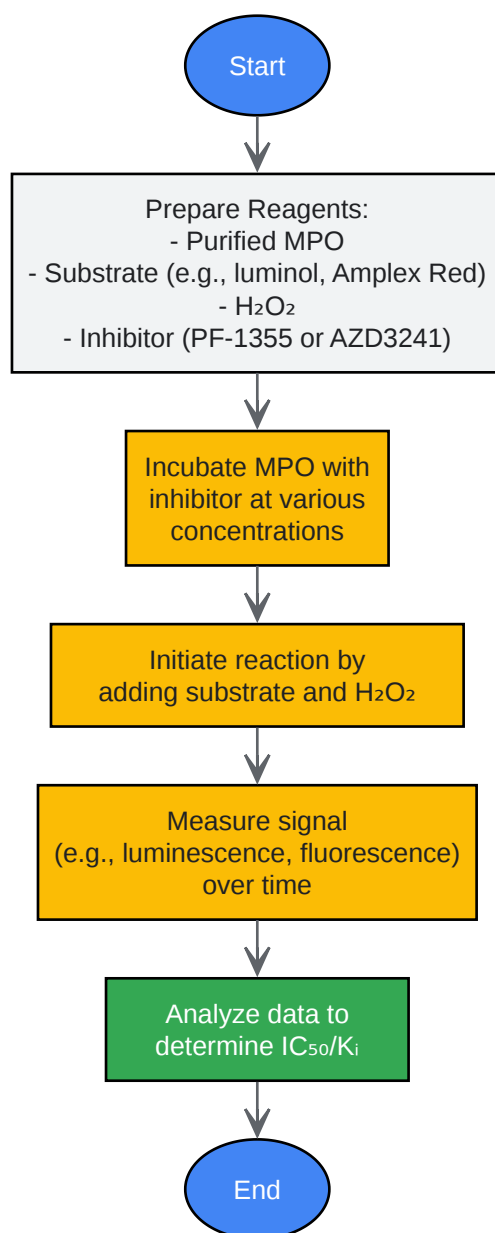 Start
Prepare Reagents:
- Purified MPO
- Substrate (e.g., luminol, Amplex Red)
- H₂O₂
- Inhibitor (PF-1355 or AZD3241)
Incubate MPO with
inhibitor at various
concentrations
Initiate reaction by
adding substrate and H₂O₂
Measure signal
(e.g., luminescence, fluorescence)
over time
Analyze data to
determine IC₅₀/Kᵢ
End